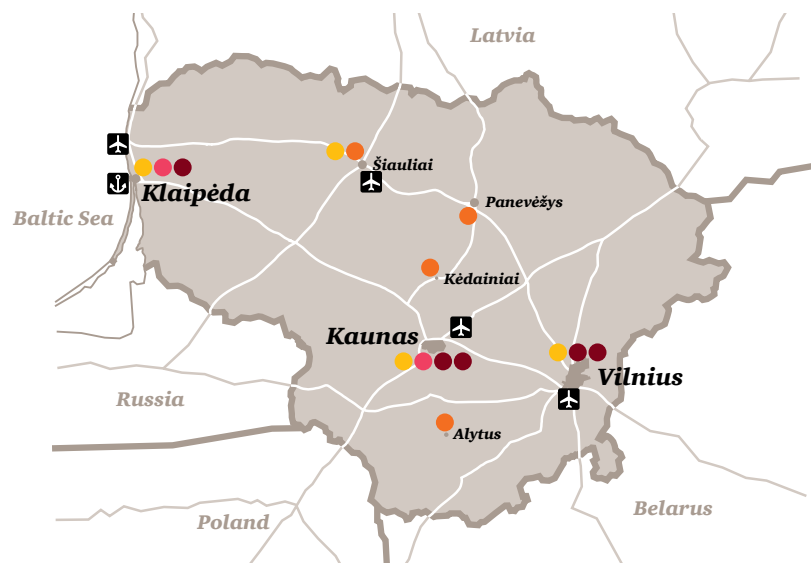 Latvia
Šiauliai
Klaipėda
Panevėžys
Baltic Sea
Kėdainiai
Kaunas
Vilnius
Russia
Alytus
Belarus
Poland